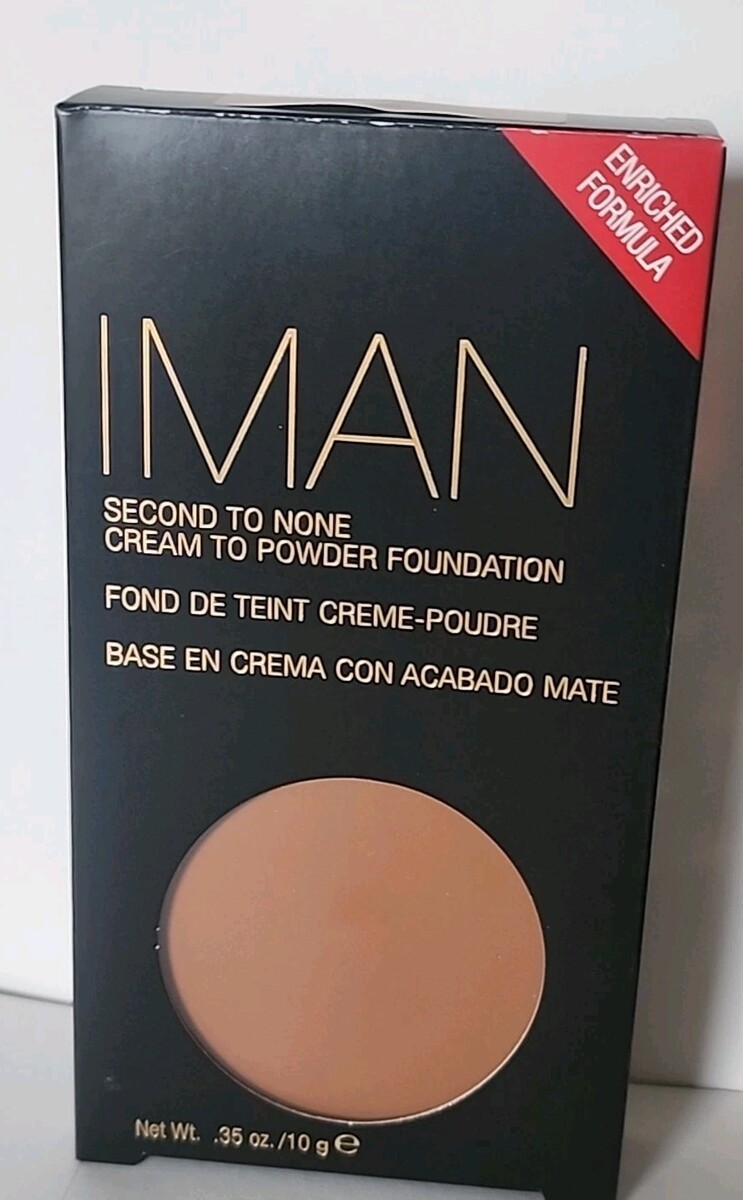 ENRICHED
FORMULA
IMAN
SECOND TO NONE
CREAM TO POWDER FOUNDATION
FOND DE TEINT CREME-POUDRE
BASE EN CREMA CON ACABADO MATE
Net Wt. .35 oz./10 g ℮